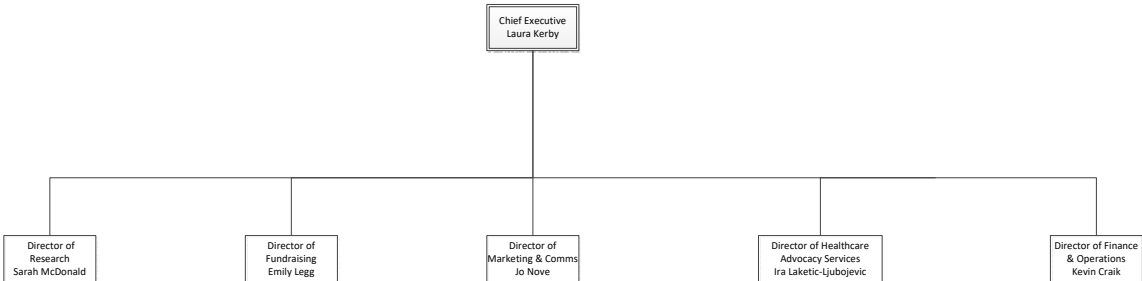 Chief Executive
Laura Kerby
Director of
Research
Sarah McDonald
Director of
Fundraising
Emily Legg
Director of
Marketing & Comms
Jo Nove
Director of Healthcare
Advocacy Services
Ira Laketic-Ljubojevic
Director of Finance
& Operations
Kevin Craik